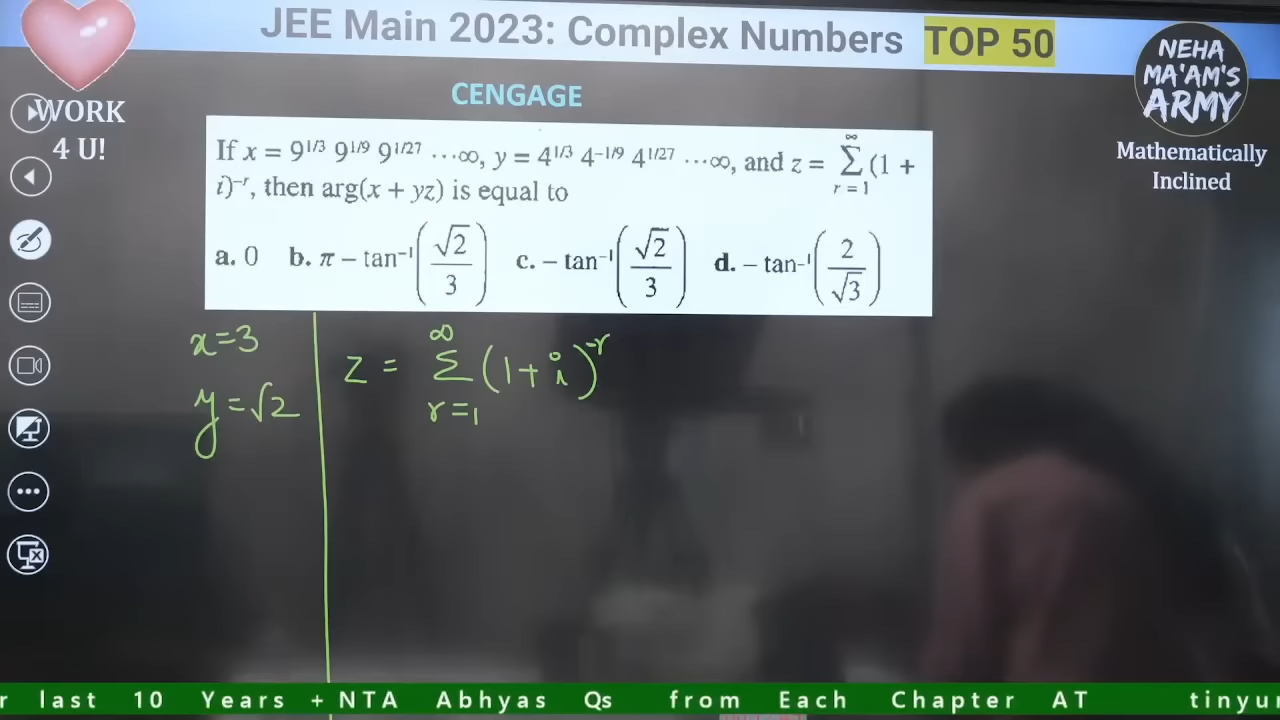 JEE Main 2023: Complex Numbers TOP 50
NEHA
MA'AM'S
ARMY
Mathematically
Inclined
WORK
4 U!
CENGAGE
If x = 9^{1/3} 9^{1/9} 9^{1/27} ⋯∞, y = 4^{1/3} 4^{-1/9} 4^{1/27} ⋯∞, and z = \sum_{r=1}^{∞} (1 +
i)^{-r}, then arg(x + yz) is equal to
a. 0 b. π − tan^{-1}(√2/3) c. − tan^{-1}(√2/3) d. − tan^{-1}(2/√3)
x=3
y=√2
z = \sum_{r=1}^{∞} (1+i)^{-r}
r last 10 Years +NTA Abhyas Qs from Each Chapter AT tinyur